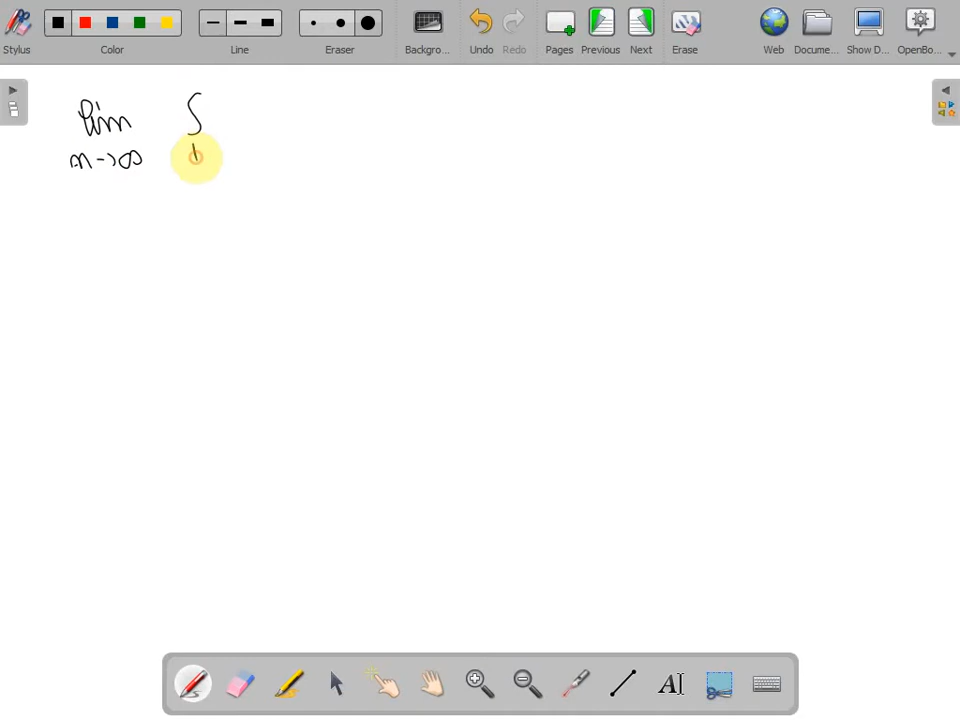 Stylus Color Line Eraser Backgro... Undo Redo Pages Previous Next Erase Web Docume... Show D... OpenBo...
lim ∫
n→∞